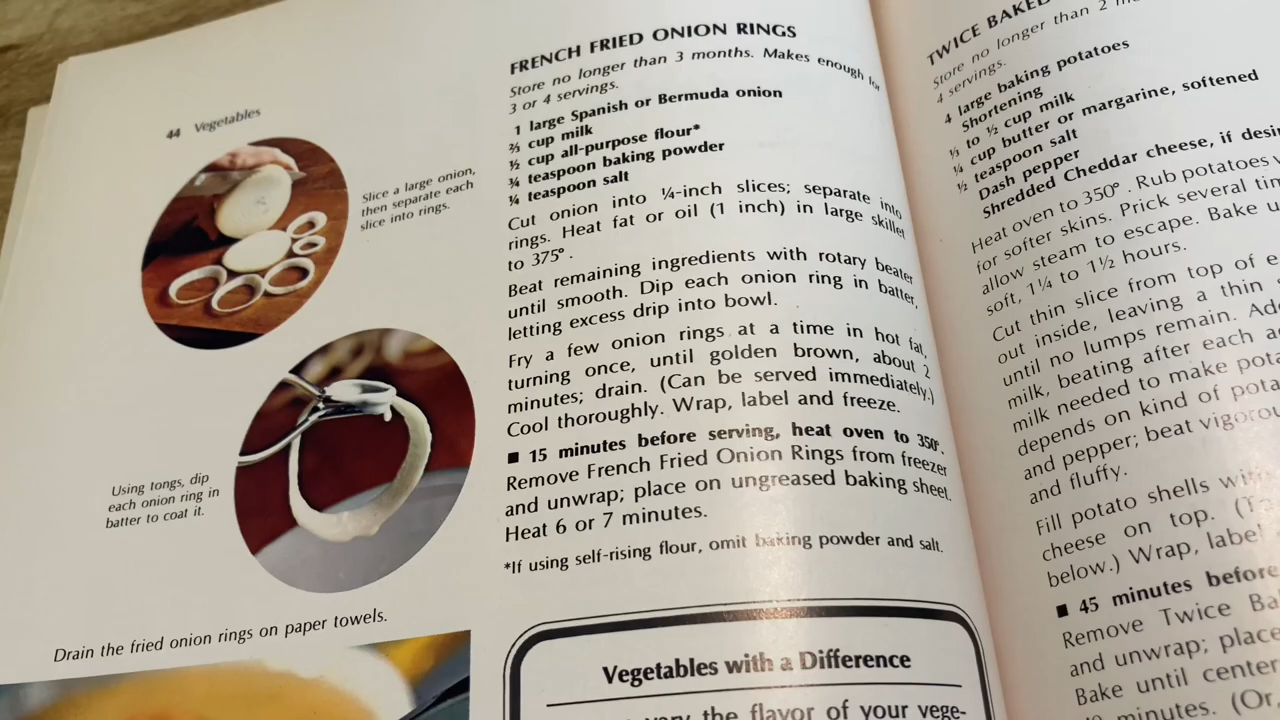 44 Vegetables
Slice a large onion,
then separate each
slice into rings.
Using tongs, dip
each onion ring in
batter to coat it.
Drain the fried onion rings on paper towels.
FRENCH FRIED ONION RINGS
Store no longer than 3 months. Makes enough for
3 or 4 servings.
1 large Spanish or Bermuda onion
⅔ cup milk
½ cup all-purpose flour*
¾ teaspoon baking powder
¼ teaspoon salt
Cut onion into ¼-inch slices; separate into
rings. Heat fat or oil (1 inch) in large skillet
to 375°.
Beat remaining ingredients with rotary beater
until smooth. Dip each onion ring in batter,
letting excess drip into bowl.
Fry a few onion rings at a time in hot fat,
turning once, until golden brown, about 2
minutes; drain. (Can be served immediately.)
Cool thoroughly. Wrap, label and freeze.
■ 15 minutes before serving, heat oven to 350°.
Remove French Fried Onion Rings from freezer
and unwrap; place on ungreased baking sheet.
Heat 6 or 7 minutes.
*If using self-rising flour, omit baking powder and salt.
Vegetables with a Difference
vary the flavor of your vege-
TWICE BAKED
Store no longer than 2
4 servings.
4 large baking potatoes
Shortening
⅓ to ½ cup milk
¼ cup butter or margarine, softened
½ teaspoon salt
Dash pepper
Shredded Cheddar cheese, if desi
Heat oven to 350°. Rub potatoes
for softer skins. Prick several tim
allow steam to escape. Bake u
soft, 1¼ to 1½ hours.
Cut thin slice from top of e
out inside, leaving a thin
until no lumps remain. Ad
milk, beating after each a
milk needed to make pota
depends on kind of pota
and pepper; beat vigorou
and fluffy.
Fill potato shells with
cheese on top. (
below.) Wrap, label
■ 45 minutes before
Remove Twice Ba
and unwrap; place
Bake until center
minutes. (Or,